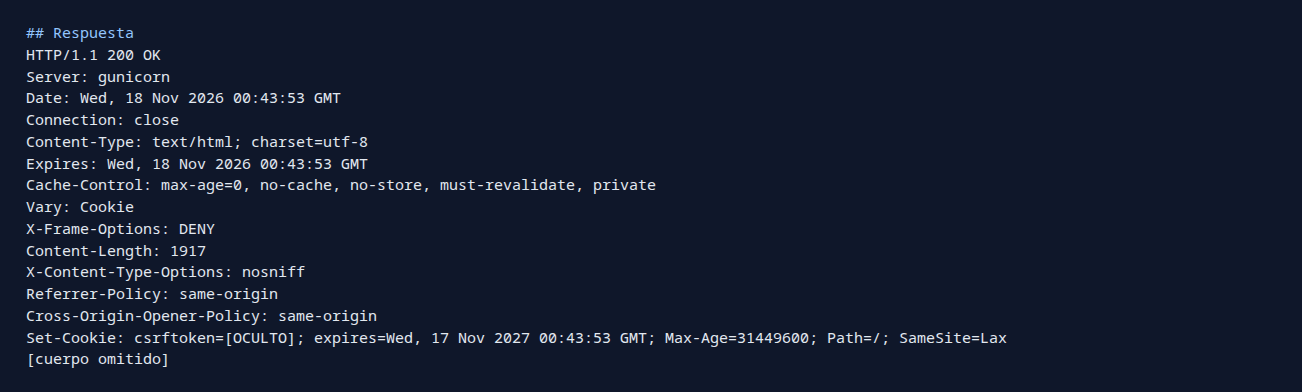 ## Respuesta
HTTP/1.1 200 OK
Server: gunicorn
Date: Wed, 18 Nov 2026 00:43:53 GMT
Connection: close
Content-Type: text/html; charset=utf-8
Expires: Wed, 18 Nov 2026 00:43:53 GMT
Cache-Control: max-age=0, no-cache, no-store, must-revalidate, private
Vary: Cookie
X-Frame-Options: DENY
Content-Length: 1917
X-Content-Type-Options: nosniff
Referrer-Policy: same-origin
Cross-Origin-Opener-Policy: same-origin
Set-Cookie: csrftoken=[OCULTO]; expires=Wed, 17 Nov 2027 00:43:53 GMT; Max-Age=31449600; Path=/; SameSite=Lax
[cuerpo omitido]